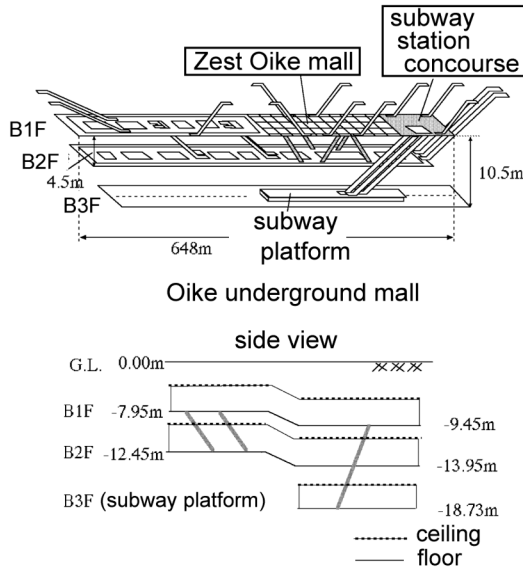 subway
station
concourse
Zest Oike mall
B1F
B2F
4.5m
B3F
10.5m
subway
platform
648m
Oike underground mall
side view
G.L. 0.00m
B1F -7.95m
-9.45m
B2F -12.45m
-13.95m
B3F (subway platform)
-18.73m
ceiling
floor